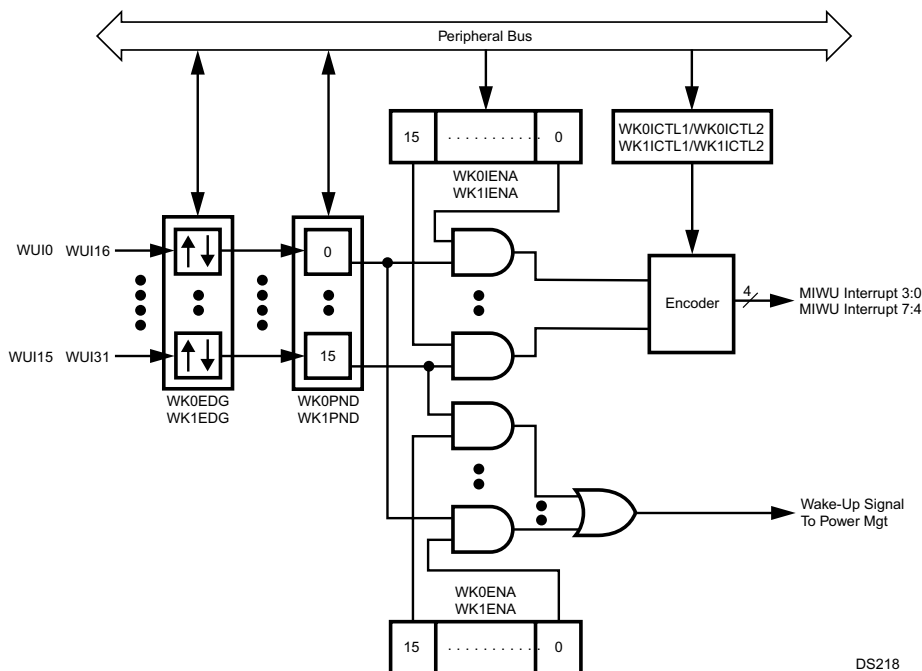 Peripheral Bus
15 . . . . . . . . . . . 0
WK0IENA
WK1IENA
WK0ICTL1/WK0ICTL2
WK1ICTL1/WK1ICTL2
WUI0 WUI16
0
Encoder
4
MIWU Interrupt 3:0
MIWU Interrupt 7:4
WUI15 WUI31
15
WK0EDG
WK1EDG
WK0PND
WK1PND
Wake-Up Signal
To Power Mgt
WK0ENA
WK1ENA
15 . . . . . . . . . . . 0
DS218